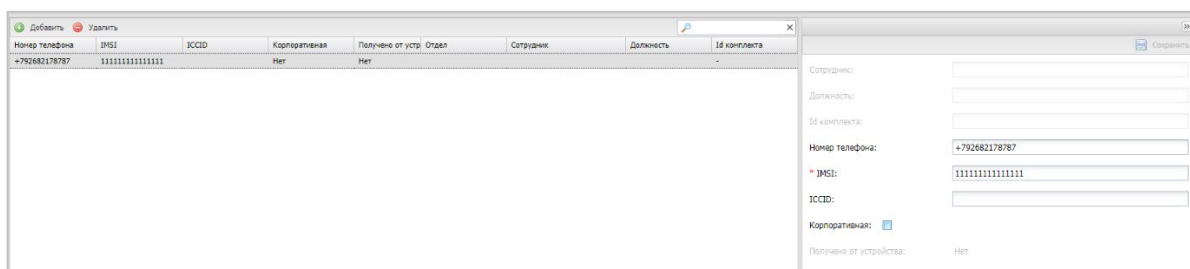 Добавить Удалить
Номер телефона IMSI ICCID Корпоративная Получено от устр Отдел Сотрудник Должность Id комплекта
+792682178787 111111111111111 Нет Нет -
Сохранить
Сотрудник:
Должность:
Id комплекта:
Номер телефона: +792682178787
* IMSI: 111111111111111
ICCID:
Корпоративная:
Получено от устройства: Нет